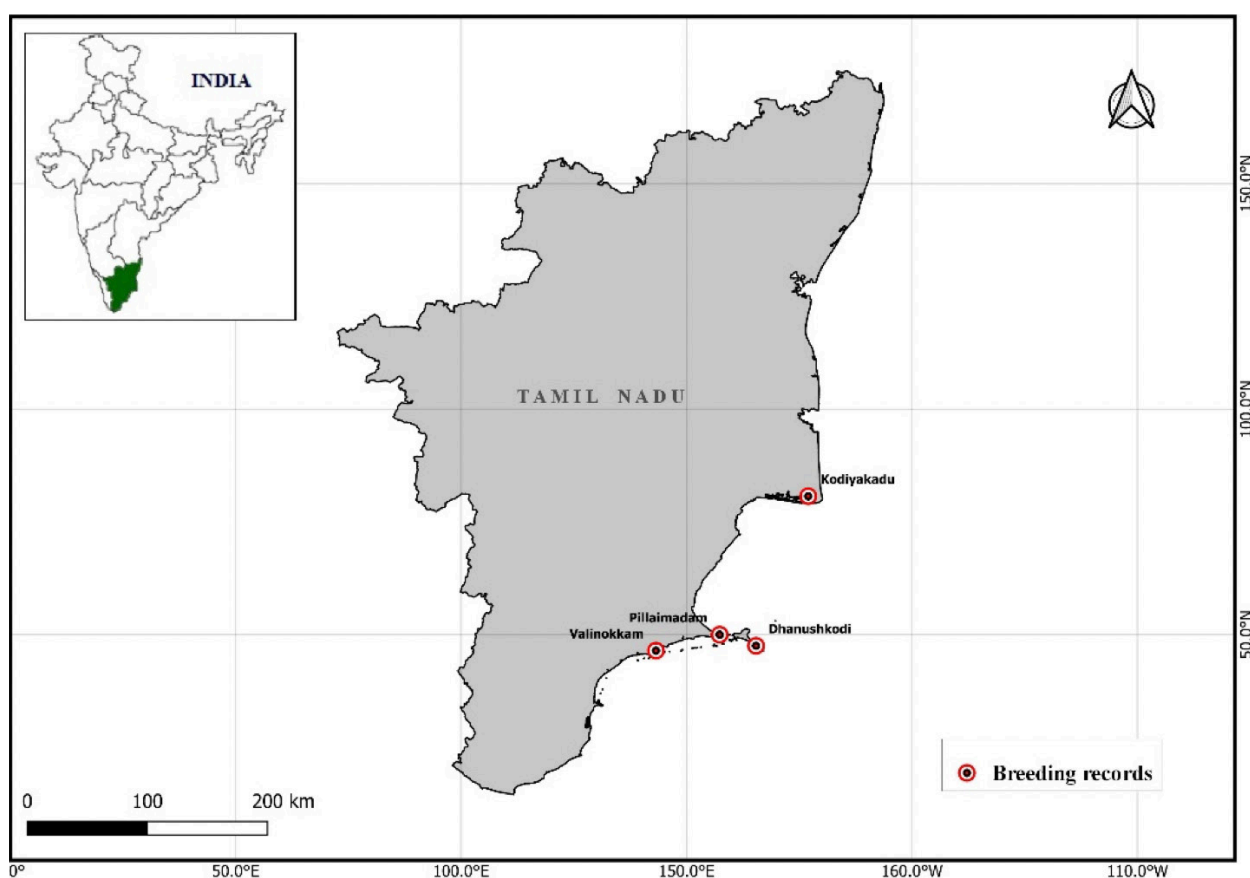 INDIA
150.0°N
TAMIL NADU
100.0°N
Kodiyakadu
Pillaimadam
Dhanushkodi
Valinokkam
50.0°N
Breeding records
0 100 200 km
0° 50.0°E 100.0°E 150.0°E 160.0°W 110.0°W